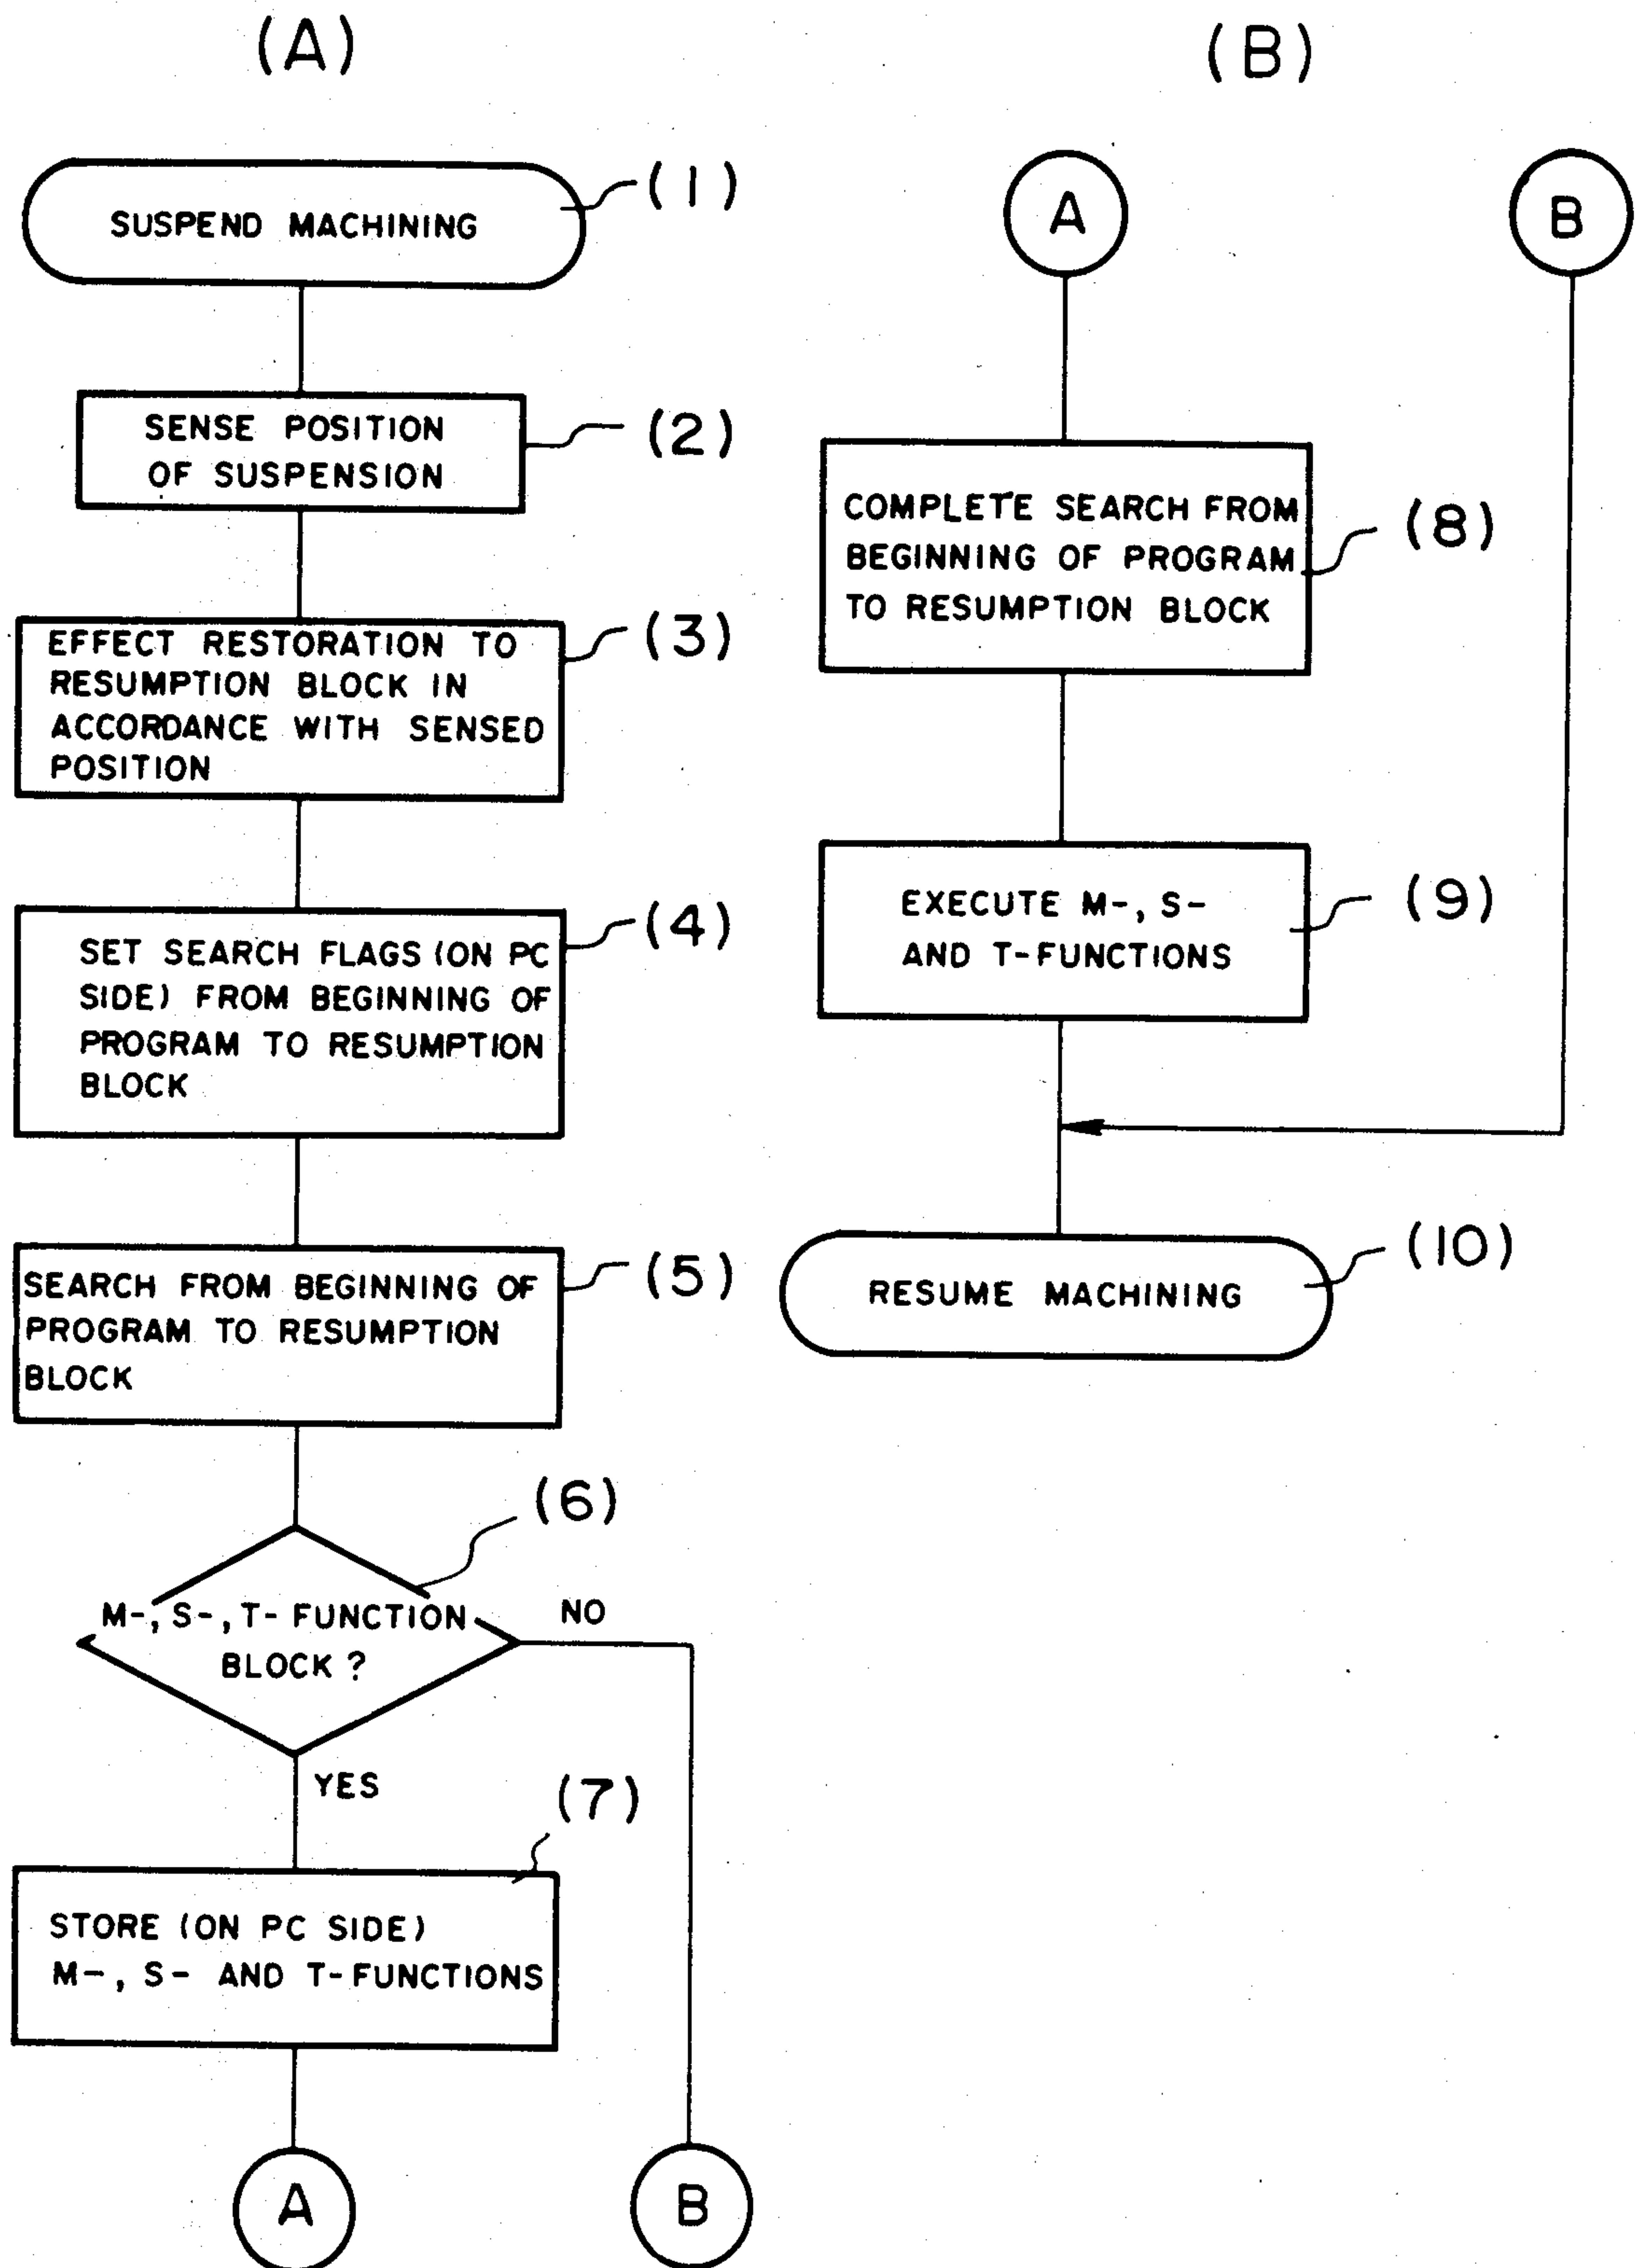 (A)
SUSPEND MACHINING
(1)
SENSE POSITION
OF SUSPENSION
(2)
EFFECT RESTORATION TO
RESUMPTION BLOCK IN
ACCORDANCE WITH SENSED
POSITION
(3)
SET SEARCH FLAGS (ON PC
SIDE) FROM BEGINNING OF
PROGRAM TO RESUMPTION
BLOCK
(4)
SEARCH FROM BEGINNING OF
PROGRAM TO RESUMPTION
BLOCK
(5)
(6)
M-, S-, T- FUNCTION
BLOCK ?
NO
YES
(7)
STORE (ON PC SIDE)
M-, S- AND T-FUNCTIONS
A
B
(B)
A
B
COMPLETE SEARCH FROM
BEGINNING OF PROGRAM
TO RESUMPTION BLOCK
(8)
EXECUTE M-, S-
AND T-FUNCTIONS
(9)
RESUME MACHINING
(10)